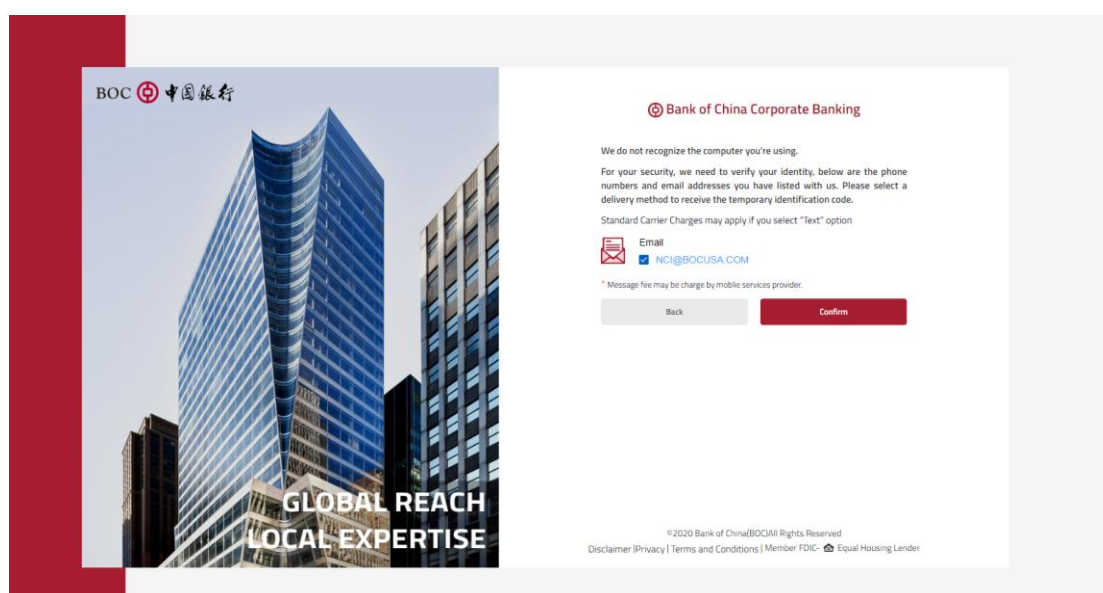 BOC 中国银行
GLOBAL REACH
LOCAL EXPERTISE
Bank of China Corporate Banking
We do not recognize the computer you're using.
For your security, we need to verify your identity, below are the phone
numbers and email addresses you have listed with us. Please select a
delivery method to receive the temporary identification code.
Standard Carrier Charges may apply if you select "Text" option
Email
NCI@BOCUSA.COM
* Message fee may be charge by moblie services provider.
Back Confirm
©2020 Bank of China(BOC)All Rights Reserved
Disclaimer |Privacy | Terms and Conditions | Member FDIC- Equal Housing Lender